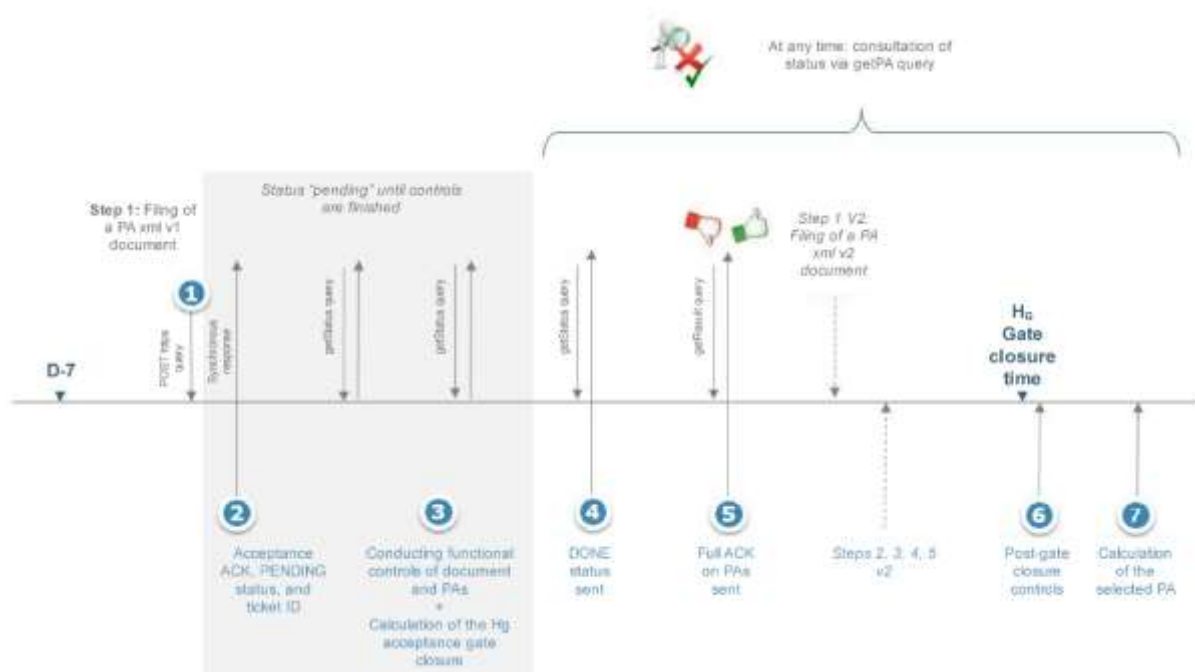 At any time: consultation of
status via getPA query
Status "pending" until controls
are finished
Step 1: Filing of
a PA xml v1
document
Step 1 V2:
Filing of a PA
xml v2
document
1
POST https
query
Synchronous
response
getStatus query
getStatus query
getStatus query
getResult query
D-7
HG
Gate
closure
time
2
Acceptance
ACK, PENDING
status, and
ticket ID
3
Conducting functional
controls of document
and PAs
+
Calculation of the Hg
acceptance gate
closure
4
DONE
status
sent
5
Full ACK
on PAs
sent
Steps 2, 3, 4, 5
v2
6
Post-gate
closure
controls
7
Calculation
of the
selected PA